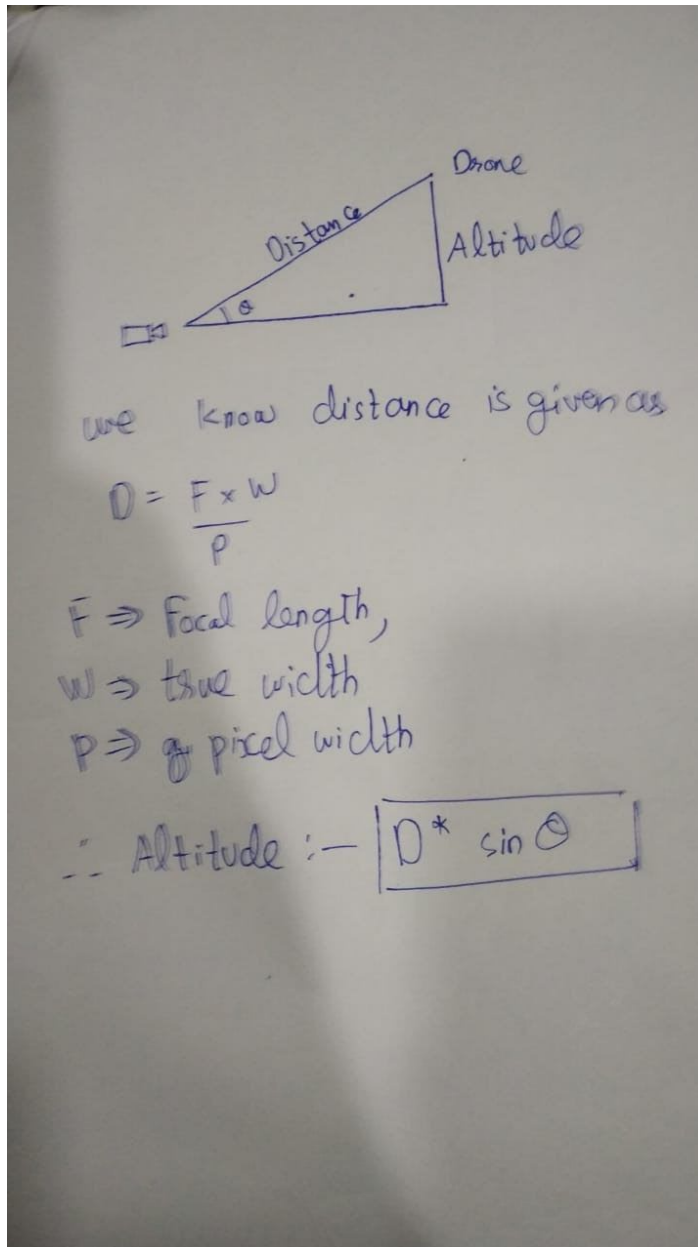 Drone
Distance
Altitude
θ
we know distance is given as
D = F × W
P
F ⇒ Focal length,
W ⇒ true width
P ⇒ pixel width
∴ Altitude :- D* sin θ